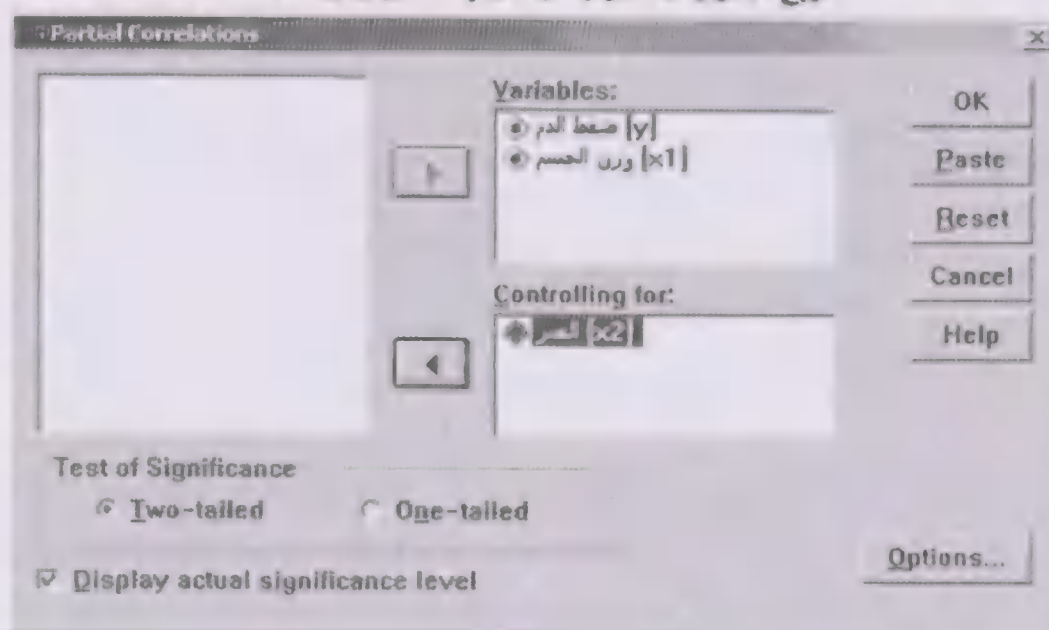 Partial Correlations
Variables:
ضغط الدم [y]
وزن الجسم [x1]
Controlling for:
العمر [x2]
OK
Paste
Reset
Cancel
Help
Test of Significance
Two-tailed
One-tailed
Display actual significance level
Options...